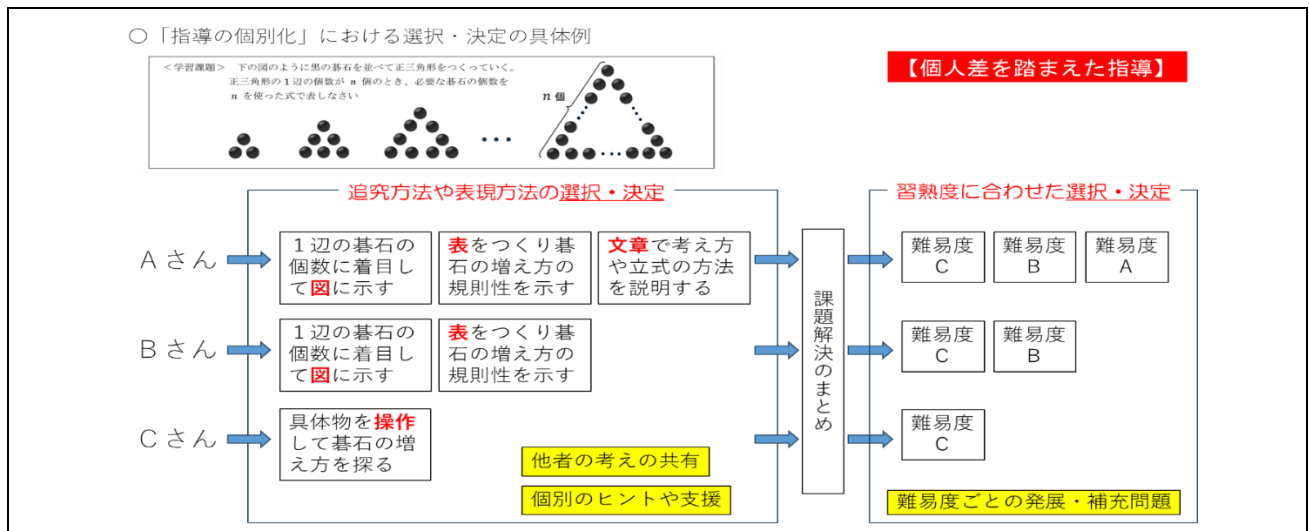 〇「指導の個別化」における選択・決定の具体例
【個人差を踏まえた指導】
＜学習課題＞ 下の図のように黒の碁石を並べて正三角形をつくっていく。
正三角形の１辺の個数が n 個のとき、必要な碁石の個数を
n を使った式で表しなさい
n 個
追究方法や表現方法の選択・決定
習熟度に合わせた選択・決定
Ａさん
１辺の碁石の
個数に着目し
て図に示す
表をつくり碁
石の増え方の
規則性を示す
文章で考え方
や立式の方法
を説明する
難易度
C
難易度
B
難易度
A
Ｂさん
１辺の碁石の
個数に着目し
て図に示す
表をつくり碁
石の増え方の
規則性を示す
課題解決のまとめ
難易度
C
難易度
B
Ｃさん
具体物を操作
して碁石の増
え方を探る
難易度
C
他者の考えの共有
個別のヒントや支援
難易度ごとの発展・補充問題